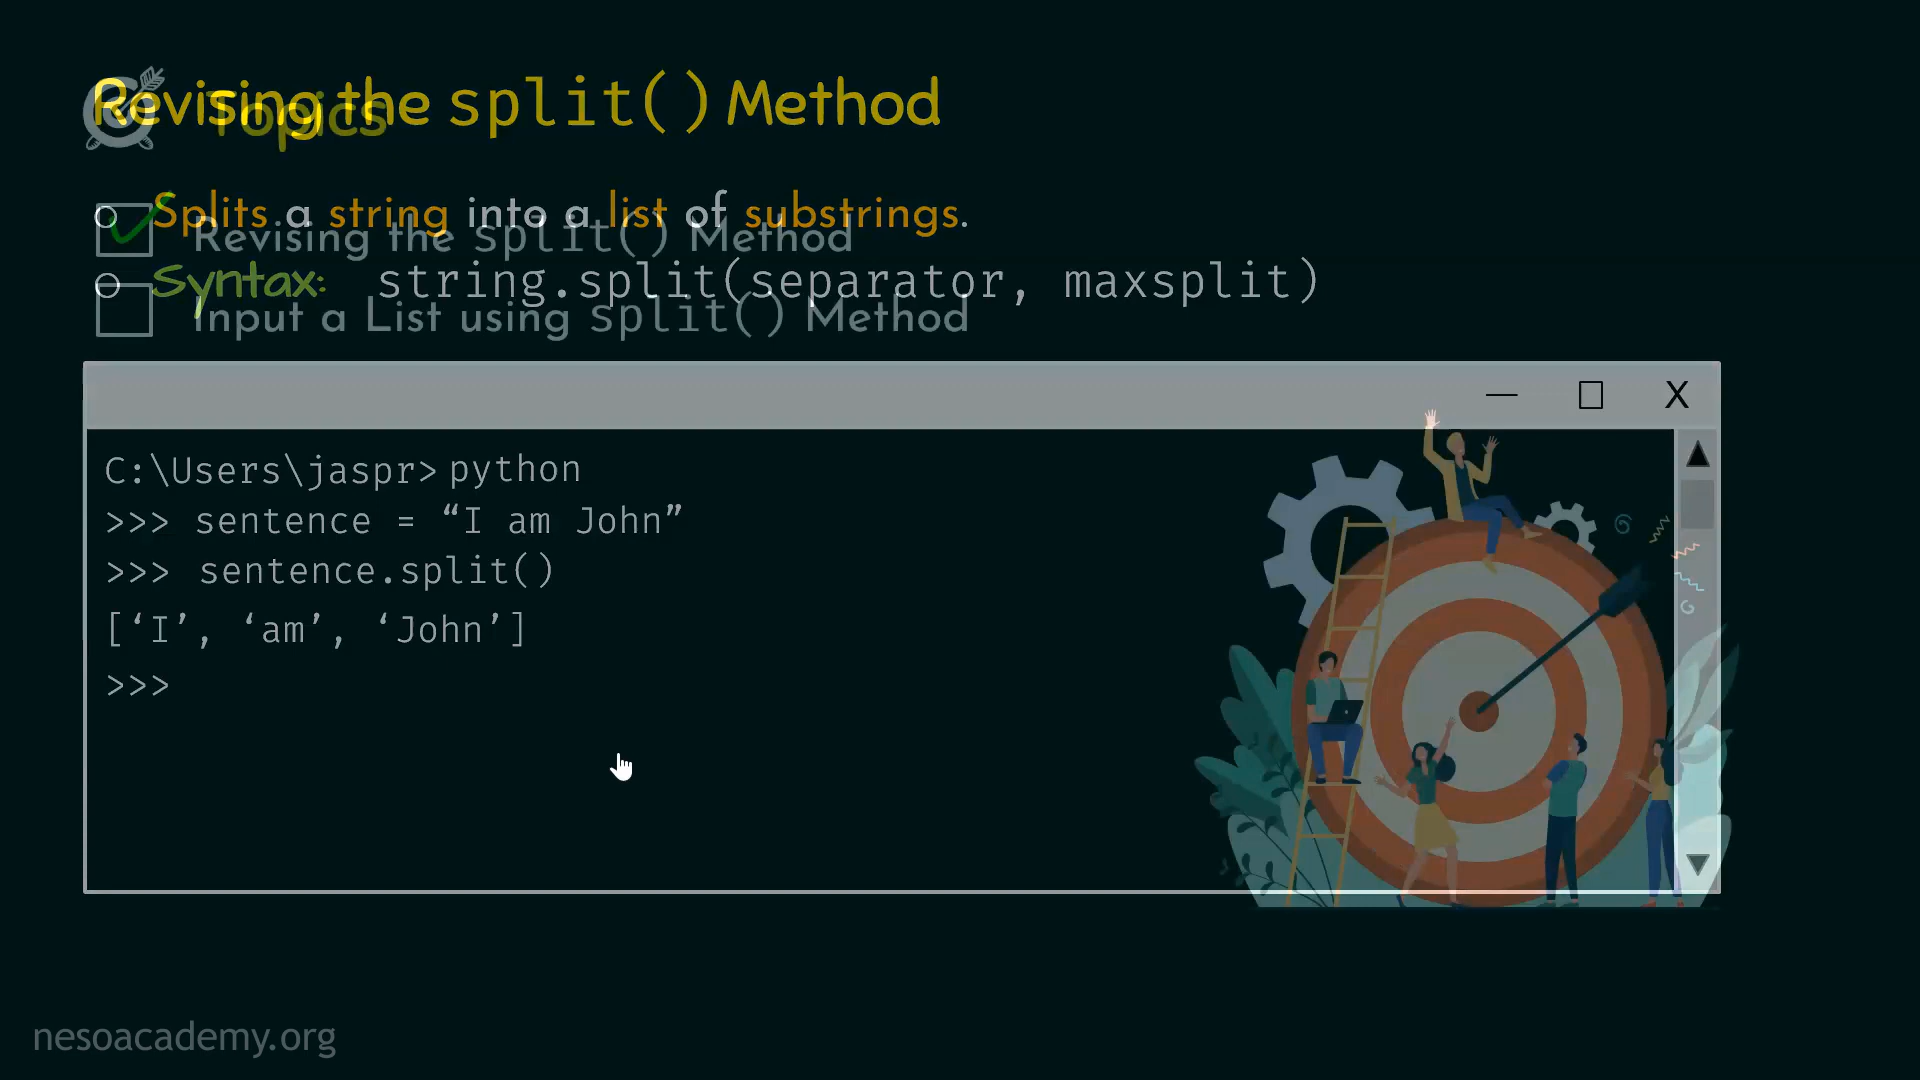 Revising the split() Method
Topics
Splits a string into a list of substrings.
Revising the split() Method
Syntax: string.split(separator, maxsplit)
Input a List using split() Method
X
C:\Users\jaspr> python
>>> sentence = “I am John”
>>> sentence.split()
[‘I’, ‘am’, ‘John’]
>>>
nesoacademy.org